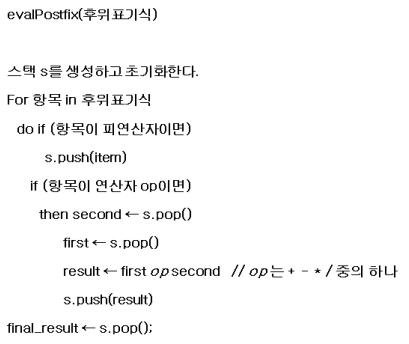 evalPostfix(후위표기식)
스택 s를 생성하고 초기화한다.
For 항목 in 후위표기식
do if (항목이 피연산자이면)
s.push(item)
if (항목이 연산자 op이면)
then second ← s.pop()
first ← s.pop()
result ← first op second // op 는 + - * / 중의 하나
s.push(result)
final_result ← s.pop();